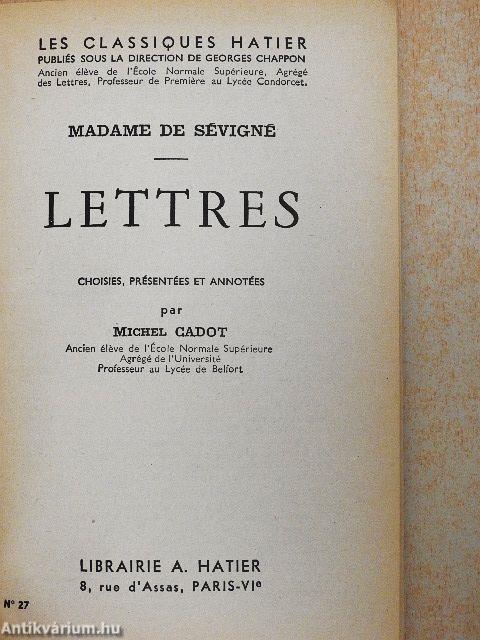 LES CLASSIQUES HATIER
PUBLIÉS SOUS LA DIRECTION DE GEORGES CHAPPON
Ancien élève de l'École Normale Supérieure, Agrégé
des Lettres, Professeur de Première au Lycée Condorcet.
MADAME DE SÉVIGNÉ
LETTRES
CHOISIES, PRÉSENTÉES ET ANNOTÉES
par
MICHEL CADOT
Ancien élève de l'École Normale Supérieure
Agrégé de l'Université
Professeur au Lycée de Belfort
LIBRAIRIE A. HATIER
8, rue d'Assas, PARIS-VIe
N° 27
Antikvárium.hu